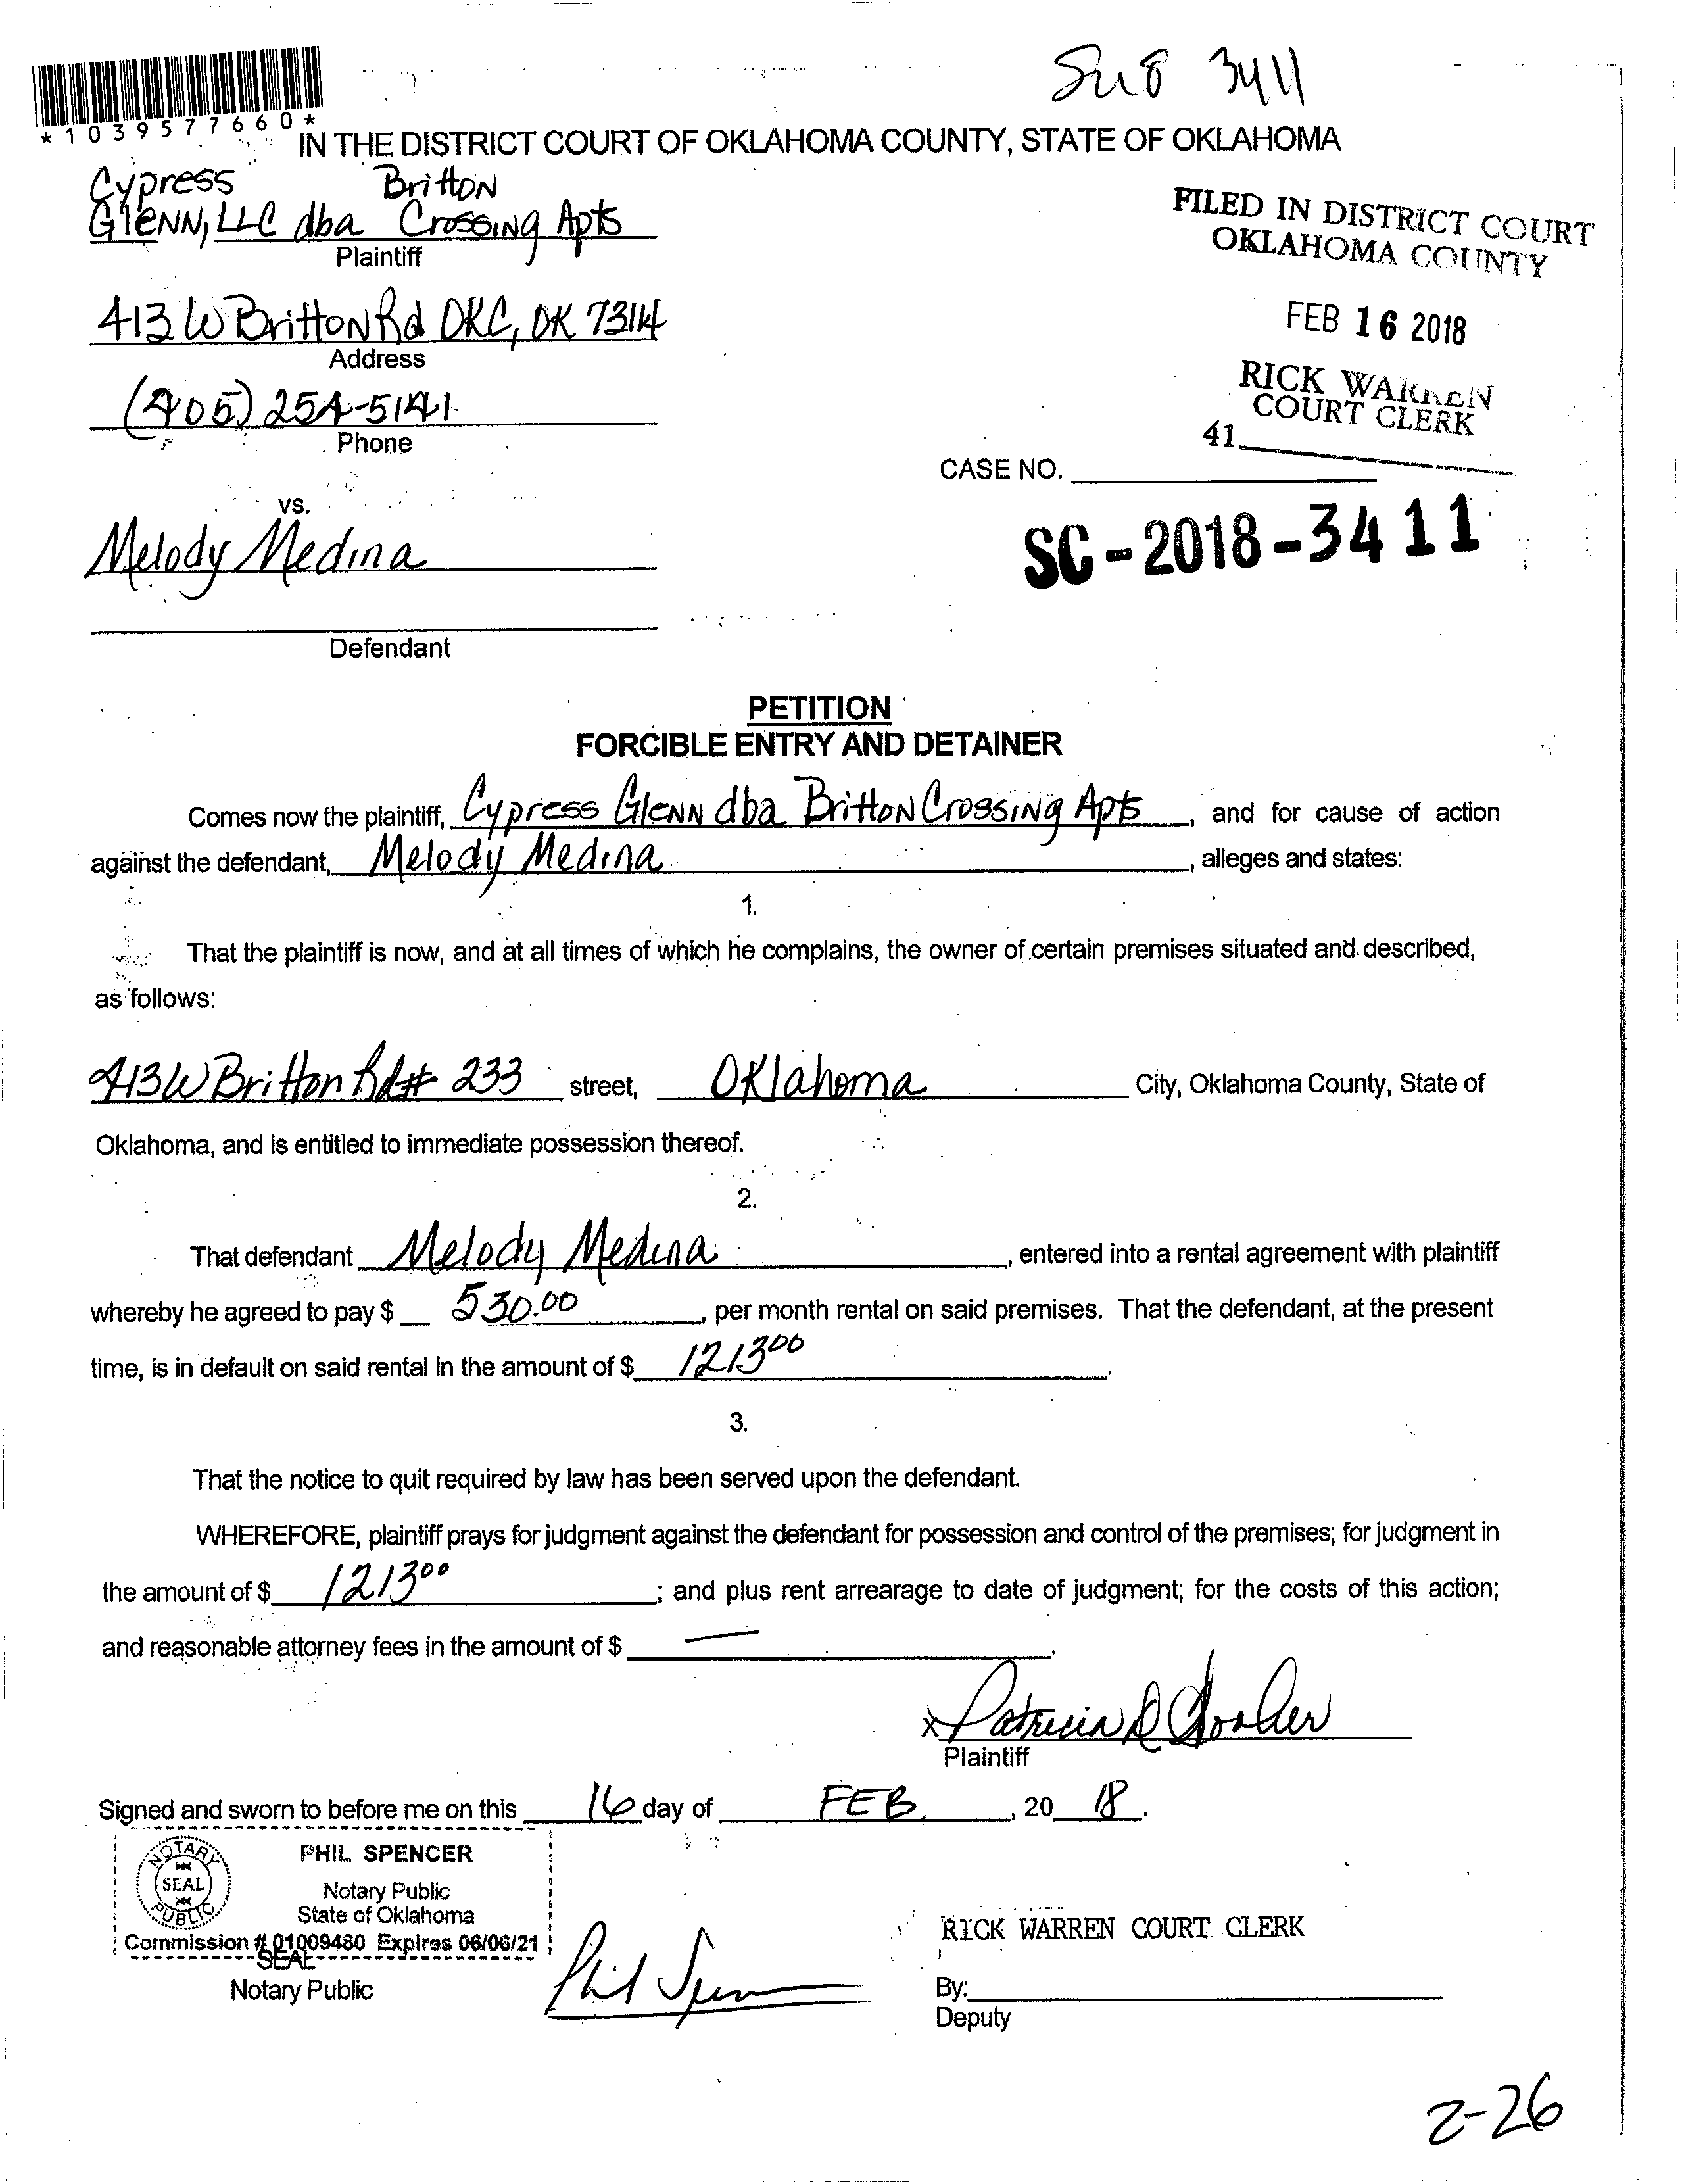 3411
*1039577660*
IN THE DISTRICT COURT OF OKLAHOMA COUNTY, STATE OF OKLAHOMA
Cypress Britton
Glenn, LLC dba Crossing Apts
Plaintiff
FILED IN DISTRICT COURT
OKLAHOMA COUNTY
413 W Britton Rd OKC, OK 73114
Address
FEB 16 2018
RICK WARREN
COURT CLERK
(405) 254-5141
Phone
41
CASE NO.
vs.
Melody Medina
SC-2018-3411
Defendant
PETITION
FORCIBLE ENTRY AND DETAINER
Comes now the plaintiff, Cypress Glenn dba Britton Crossing Apts, and for cause of action
against the defendant, Melody Medina, alleges and states:
1.
That the plaintiff is now, and at all times of which he complains, the owner of certain premises situated and described,
as follows:
413 W Britton Rd # 233 street, Oklahoma City, Oklahoma County, State of
Oklahoma, and is entitled to immediate possession thereof.
2.
That defendant Melody Medina, entered into a rental agreement with plaintiff
whereby he agreed to pay $ 530.00, per month rental on said premises. That the defendant, at the present
time, is in default on said rental in the amount of $ 1213 00.
3.
That the notice to quit required by law has been served upon the defendant.
WHEREFORE, plaintiff prays for judgment against the defendant for possession and control of the premises; for judgment in
the amount of $ 1213 00; and plus rent arrearage to date of judgment; for the costs of this action;
and reasonable attorney fees in the amount of $ —.
x Patricia D
Plaintiff
Signed and sworn to before me on this 16 day of FEB., 20 18.
NOTARY SEAL PUBLIC
PHIL SPENCER
Notary Public
State of Oklahoma
Commission # 01009480 Expires 06/06/21
SEAL
Notary Public
Phil Spencer
RICK WARREN COURT CLERK
By:
Deputy
2-26